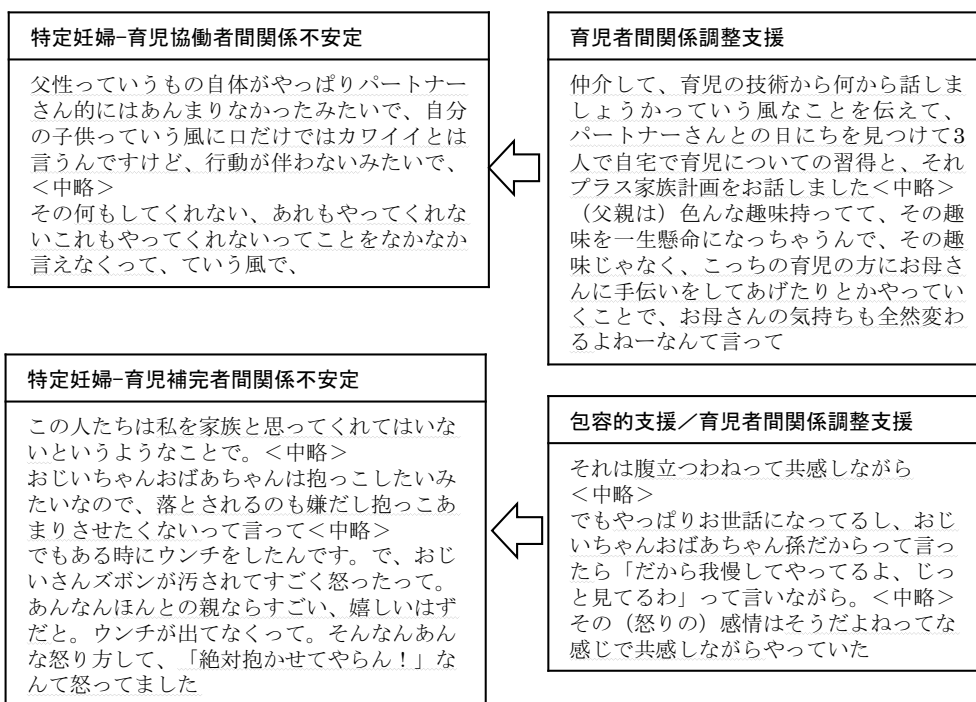 特定妊婦−育児協働者間関係不安定
父性っていうもの自体がやっぱりパートナー
さん的にはあんまりなかったみたいで、自分
の子供っていう風に口だけではカワイイとは
言うんですけど、行動が伴わないみたいで、
＜中略＞
その何もしてくれない、あれもやってくれな
いこれもやってくれないってことをなかなか
言えなくって、ていう風で、
育児者間関係調整支援
仲介して、育児の技術から何から話しま
しょうかっていう風なことを伝えて、
パートナーさんとの日にちを見つけて3
人で自宅で育児についての習得と、それ
プラス家族計画をお話しました＜中略＞
（父親は）色んな趣味持ってて、その趣
味を一生懸命になっちゃうんで、その趣
味じゃなく、こっちの育児の方にお母さ
んに手伝いをしてあげたりとかやってい
くことで、お母さんの気持ちも全然変わ
るよねーなんて言って
特定妊婦−育児補完者間関係不安定
この人たちは私を家族と思ってくれてはいな
いというようなことで。＜中略＞
おじいちゃんおばあちゃんは抱っこしたいみ
たいなので、落とされるのも嫌だし抱っこあ
まりさせたくないって言って＜中略＞
でもある時にウンチをしたんです。で、おじ
いさんズボンが汚されてすごく怒ったって。
あんなんほんとの親ならすごい、嬉しいはず
だと。ウンチが出てなくって。そんなんあん
な怒り方して、「絶対抱かせてやらん！」な
んて怒ってました
包容的支援／育児者間関係調整支援
それは腹立つわねって共感しながら
＜中略＞
でもやっぱりお世話になってるし、おじ
いちゃんおばあちゃん孫だからって言っ
たら「だから我慢してやってるよ、じっ
と見てるわ」って言いながら。＜中略＞
その（怒りの）感情はそうだよねってな
感じで共感しながらやっていた